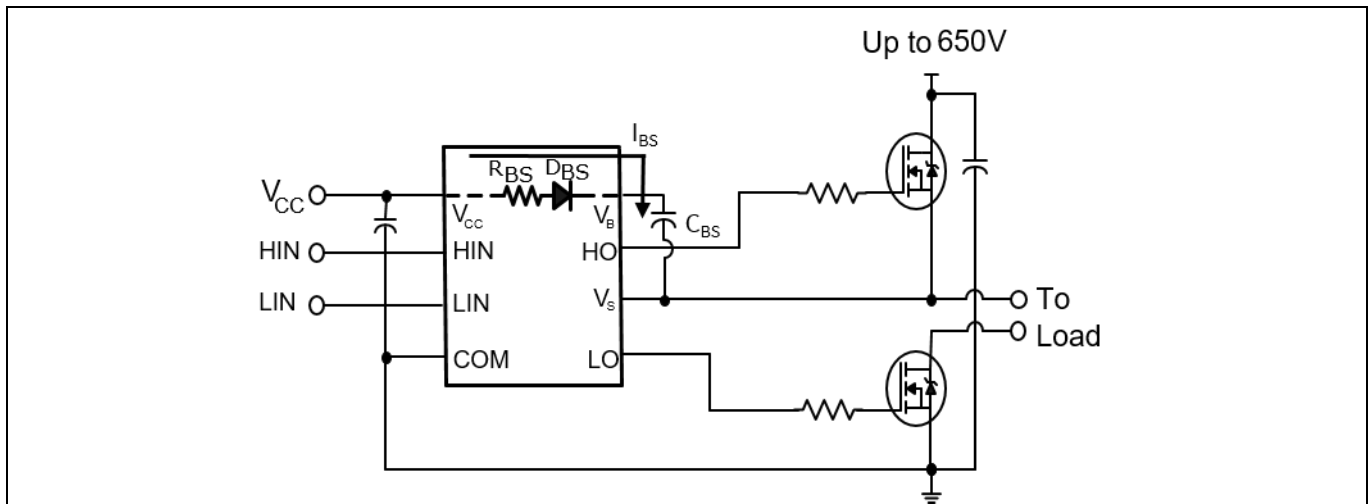 Up to 650V
I_BS
R_BS D_BS
V_CC
V_CC V_B
C_BS
HIN HIN HO
LIN LIN V_S To
Load
COM LO